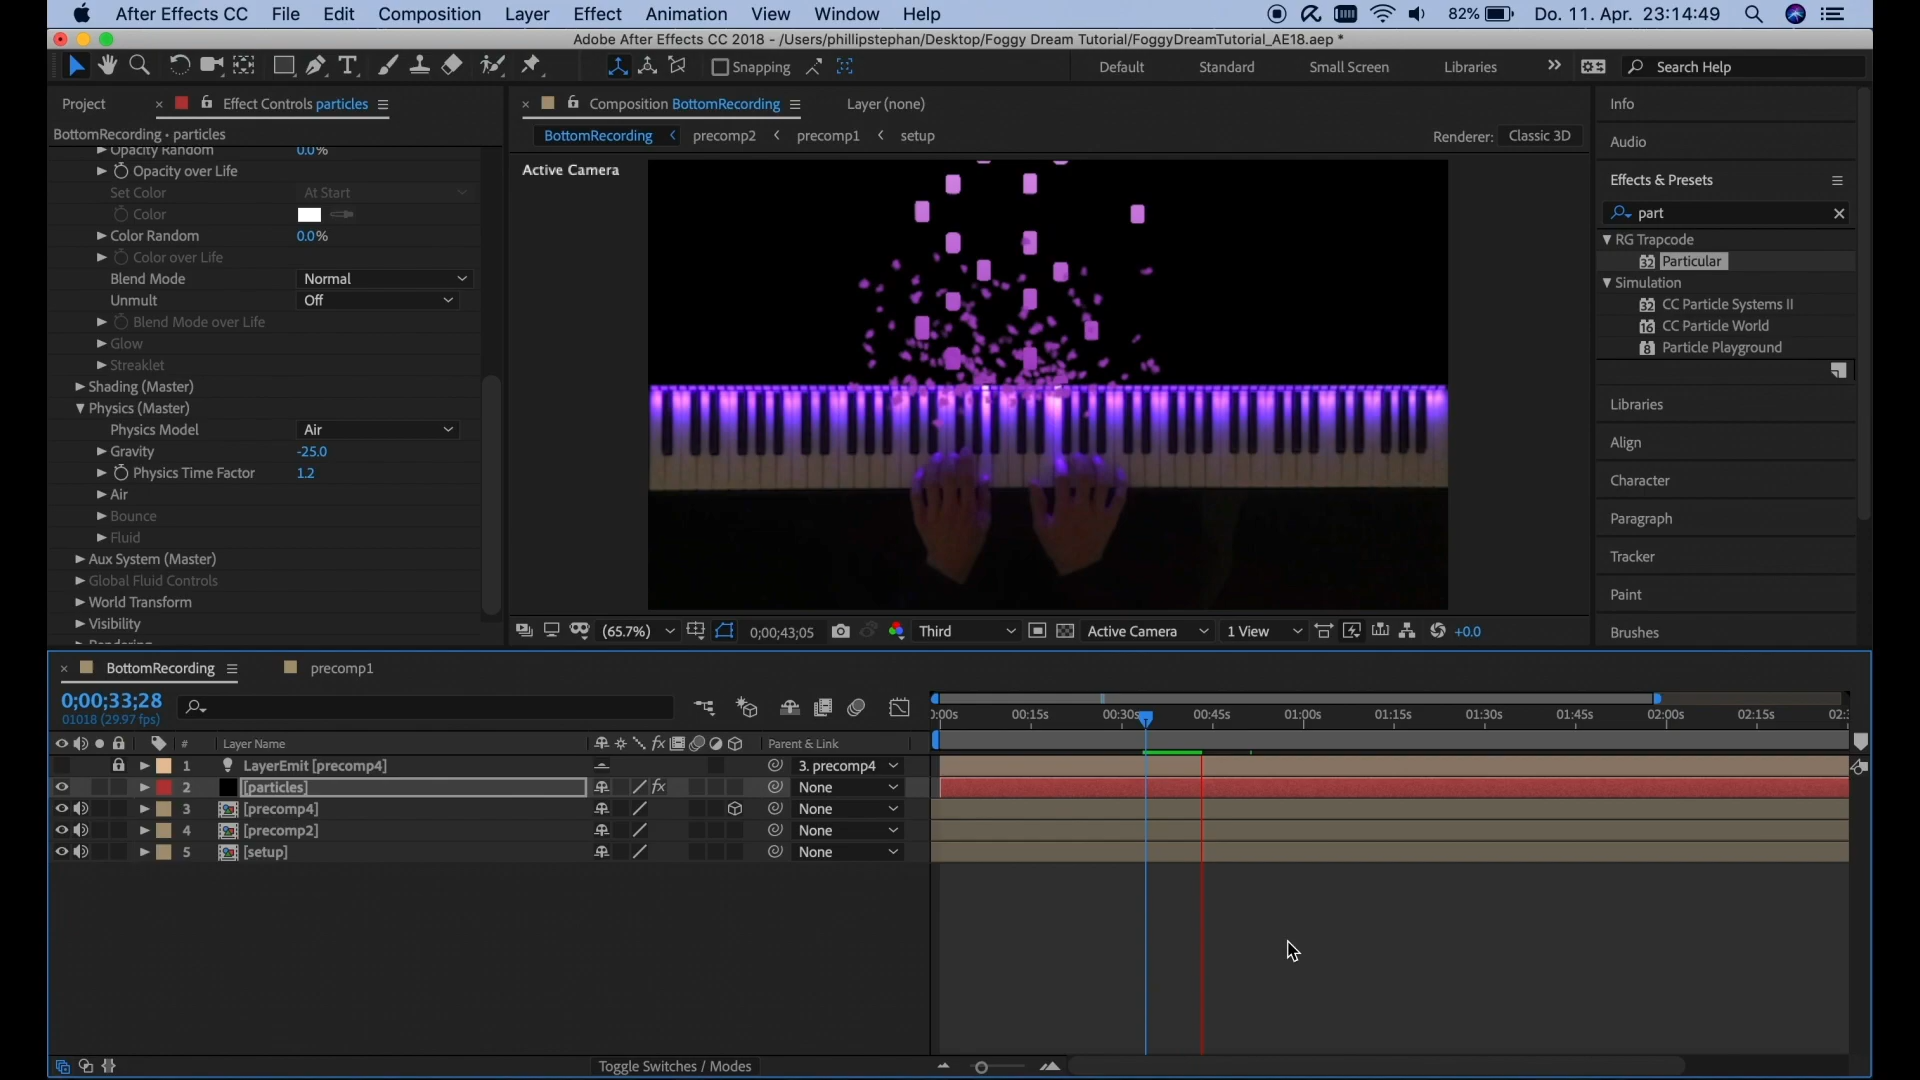 After Effects CC File Edit Composition Layer Effect Animation View Window Help 82% Do. 11. Apr. 23:14:49
Adobe After Effects CC 2018 - /Users/phillipstephan/Desktop/Foggy Dream Tutorial/FoggyDreamTutorial_AE18.aep *
Snapping Default Standard Small Screen Libraries Search Help
Project Effect Controls particles
BottomRecording • particles
Opacity Random 0.0%
Opacity over Life
Set Color At Start
Color
Color Random 0.0%
Color over Life
Blend Mode Normal
Unmult Off
Blend Mode over Life
Glow
Streaklet
Shading (Master)
Physics (Master)
Physics Model Air
Gravity -25.0
Physics Time Factor 1.2
Air
Bounce
Fluid
Aux System (Master)
Global Fluid Controls
World Transform
Visibility
Composition BottomRecording Layer (none)
BottomRecording precomp2 precomp1 setup Renderer: Classic 3D
Active Camera
(65.7%) 0;00;43;05 Third Active Camera 1 View +0.0
Info
Audio
Effects & Presets
part
RG Trapcode
32 Particular
Simulation
32 CC Particle Systems II
16 CC Particle World
8 Particle Playground
Libraries
Align
Character
Paragraph
Tracker
Paint
Brushes
BottomRecording precomp1
0;00;33;28
01018 (29.97 fps)
00:15s 00:30s 00:45s 01:00s 01:15s 01:30s 01:45s 02:00s 02:15s
# Layer Name fx Parent & Link
1 LayerEmit [precomp4] 3. precomp4
2 [particles] fx None
3 [precomp4] None
4 [precomp2] None
5 [setup] None
Toggle Switches / Modes